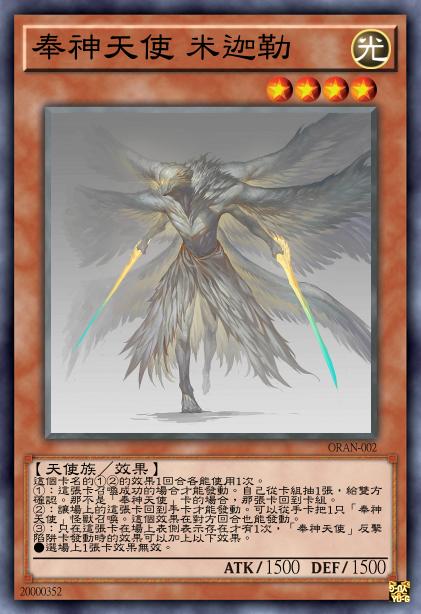 奉神天使 米迦勒
光
ORAN-002
【天使族／效果】
這個卡名的①②的效果1回合各能使用1次。
①：這張卡召喚成功的場合才能發動。自己從卡組抽1張，給雙方
確認。那不是「奉神天使」卡的場合，那張卡回到卡組。
②：讓場上的這張卡回到手卡才能發動。可以從手卡把1只「奉神
天使」怪獸召喚。這個效果在對方回合也能發動。
③：只在這張卡在場上表側表示存在才有1次，「奉神天使」反擊
陷阱卡發動時的效果可以加上以下效果。
●選場上1張卡效果無效。
ATK/1500 DEF/1500
20000352